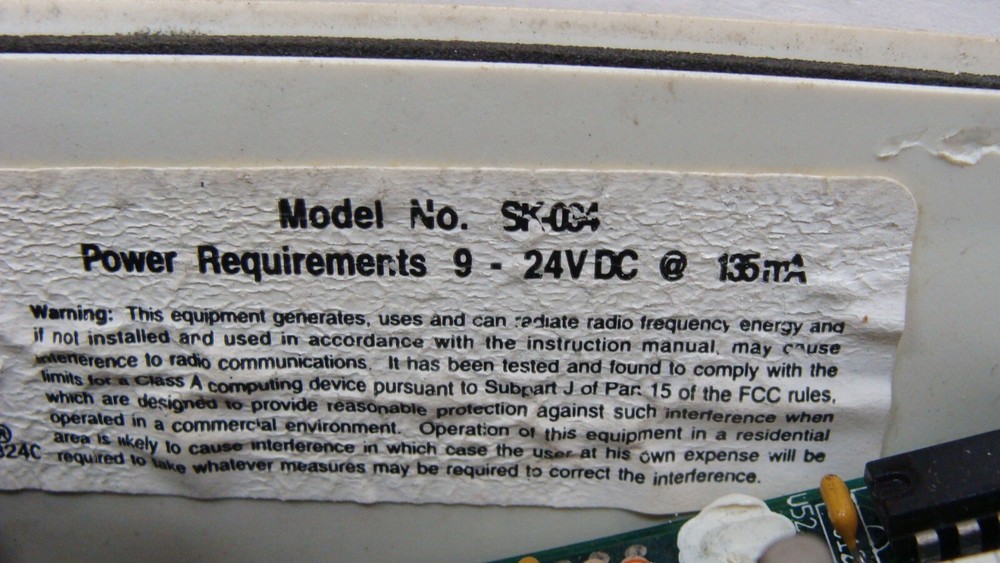 Model No. SK-034
Power Requirements 9 - 24VDC @ 135mA
Warning: This equipment generates, uses and can radiate radio frequency energy and
if not installed and used in accordance with the instruction manual, may cause
interference to radio communications. It has been tested and found to comply with the
limits for a Class A computing device pursuant to Subpart J of Part 15 of the FCC rules,
which are designed to provide reasonable protection against such interference when
operated in a commercial environment. Operation of this equipment in a residential
area is likely to cause interference in which case the user at his own expense will be
required to take whatever measures may be required to correct the interference.
®
324C
U52